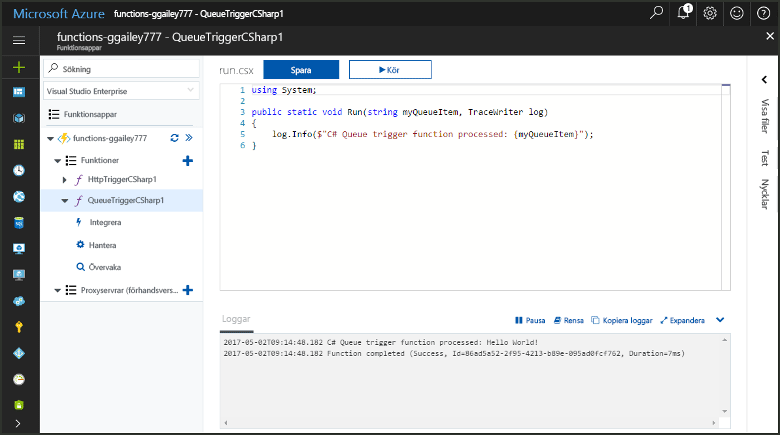 Microsoft Azure functions-ggailey777 - QueueTriggerCSharp1
1
functions-ggailey777 - QueueTriggerCSharp1
Funktionsappar
Sökning
Visual Studio Enterprise
Funktionsappar
functions-ggailey777
Funktioner
HttpTriggerCSharp1
QueueTriggerCSharp1
Integrera
Hantera
Övervaka
Proxyservrar (förhandsvers...
run.csx
Spara
Kör
1 using System;
2
3 public static void Run(string myQueueItem, TraceWriter log)
4 {
5 log.Info($"C# Queue trigger function processed: {myQueueItem}");
6 }
Loggar
Pausa
Rensa
Kopiera loggar
Expandera
2017-05-02T09:14:48.182 C# Queue trigger function processed: Hello World!
2017-05-02T09:14:48.182 Function completed (Success, Id=86ad5a52-2f95-4213-b89e-095ad0fcf762, Duration=7ms)
Visa filer
Test
Nycklar